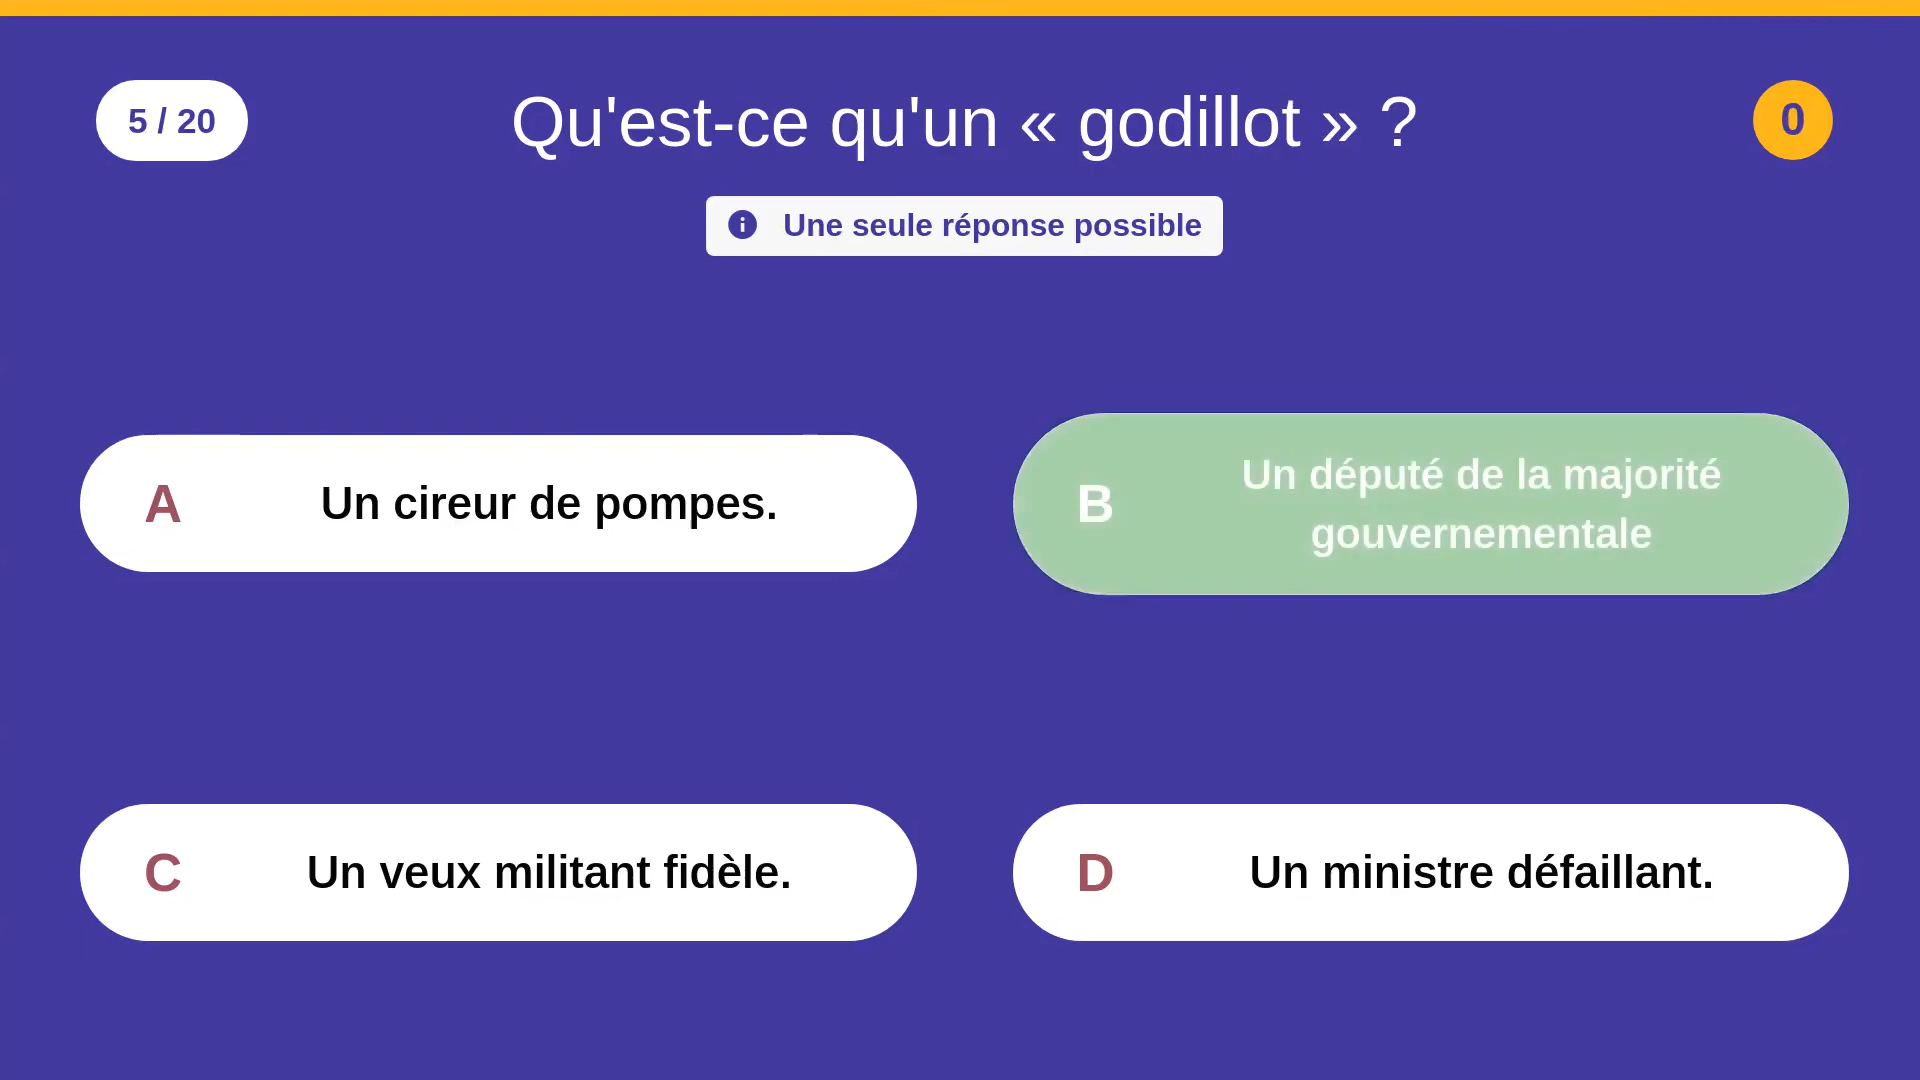 5 / 20
Qu'est-ce qu'un « godillot » ?
0
Une seule réponse possible
A
Un cireur de pompes.
B
Un député de la majorité
gouvernementale
C
Un veux militant fidèle.
D
Un ministre défaillant.